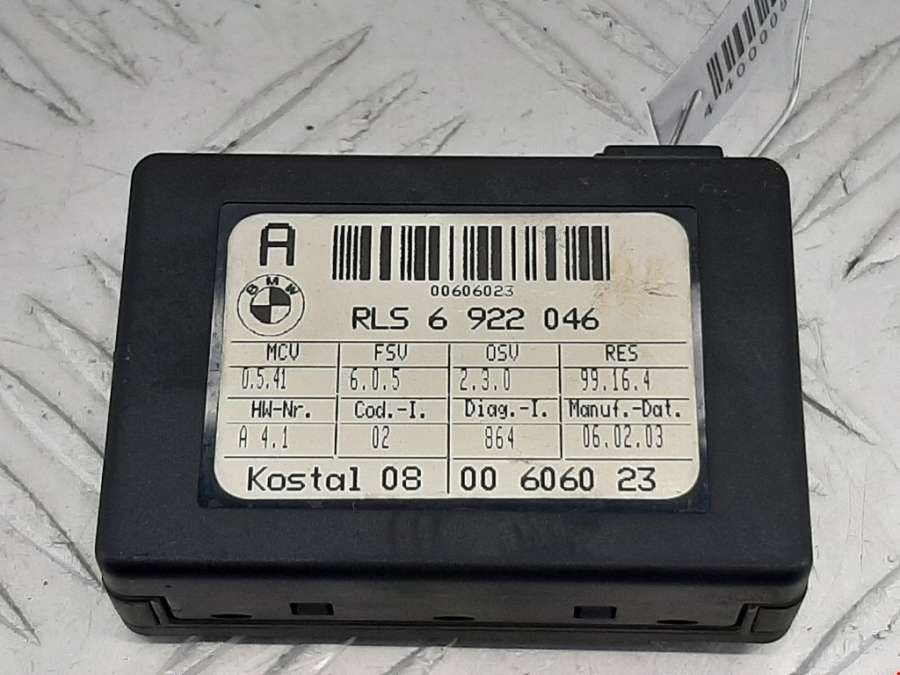 A
00606023
BMW
RLS 6 922 046
MCV FSV OSV RES
0.5.41 6.0.5 2.3.0 99.16.4
HW-Nr. Cod.-I. Diag.-I. Manuf.-Dat.
A 4.1 02 864 06.02.03
Kostal 08 00 6060 23